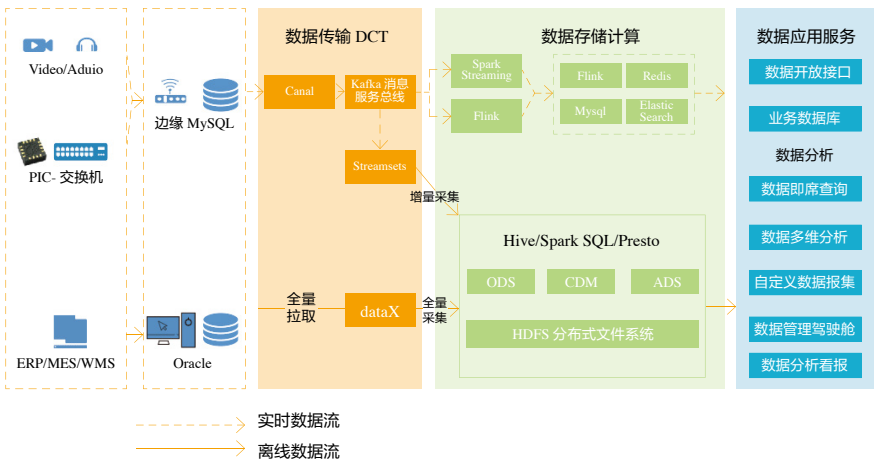 Video/Aduio
PIC- 交换机
ERP/MES/WMS
边缘 MySQL
Oracle
数据传输 DCT
Canal
Kafka 消息
服务总线
Streamsets
增量采集
全量
拉取
dataX
全量
采集
数据存储计算
Spark
Streaming
Flink
Flink
Redis
Mysql
Elastic
Search
Hive/Spark SQL/Presto
ODS
CDM
ADS
HDFS 分布式文件系统
数据应用服务
数据开放接口
业务数据库
数据分析
数据即席查询
数据多维分析
自定义数据报集
数据管理驾驶舱
数据分析看报
实时数据流
离线数据流